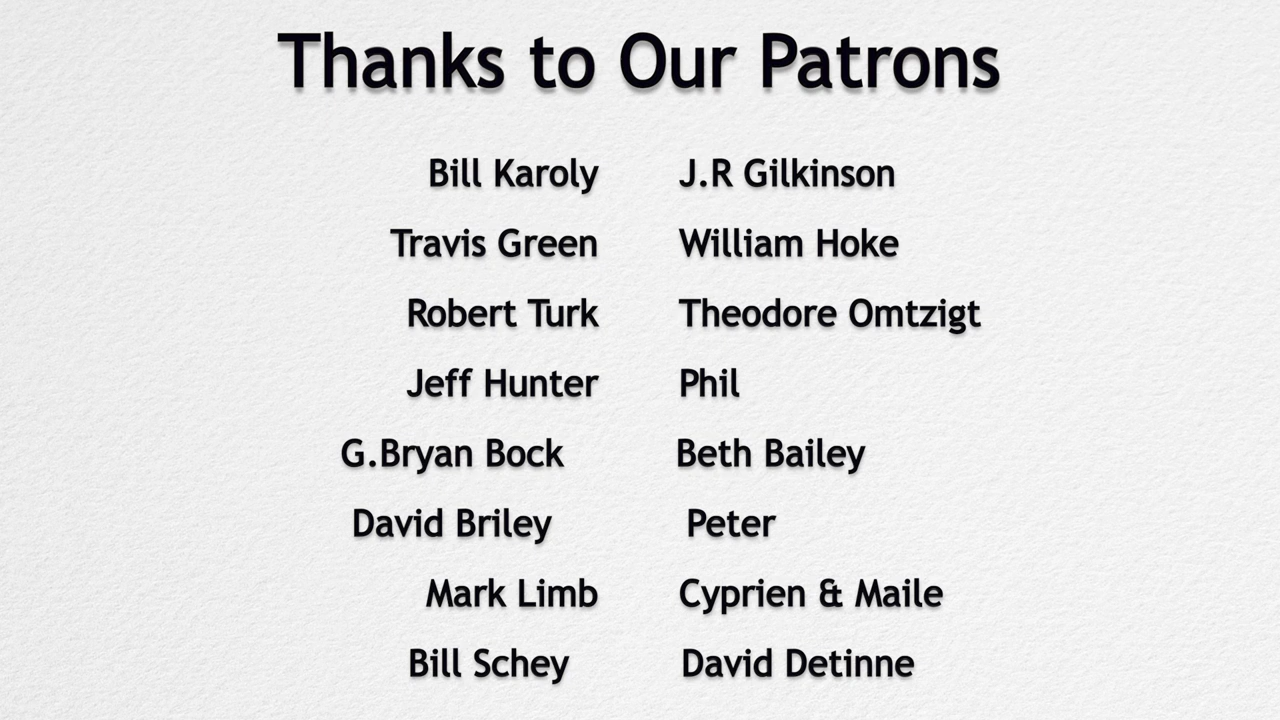 Thanks to Our Patrons
Bill Karoly J.R Gilkinson
Travis Green William Hoke
Robert Turk Theodore Omtzigt
Jeff Hunter Phil
G.Bryan Bock Beth Bailey
David Briley Peter
Mark Limb Cyprien & Maile
Bill Schey David Detinne